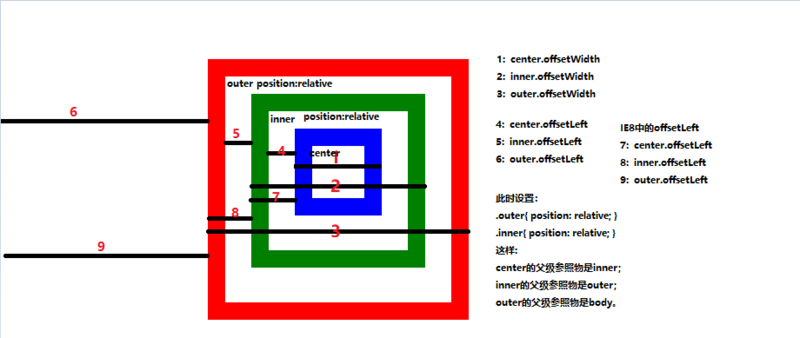 outer position:relative
inner position:relative
center
1
2
3
4
5
6
7
8
9
1: center.offsetWidth
2: inner.offsetWidth
3: outer.offsetWidth
4: center.offsetLeft
5: inner.offsetLeft
6: outer.offsetLeft
IE8中的offsetLeft
7: center.offsetLeft
8: inner.offsetLeft
9: outer.offsetLeft
此时设置:
.outer{ position: relative; }
.inner{ position: relative; }
这样:
center的父极参照物是inner;
inner的父极参照物是outer;
outer的父极参照物是body。